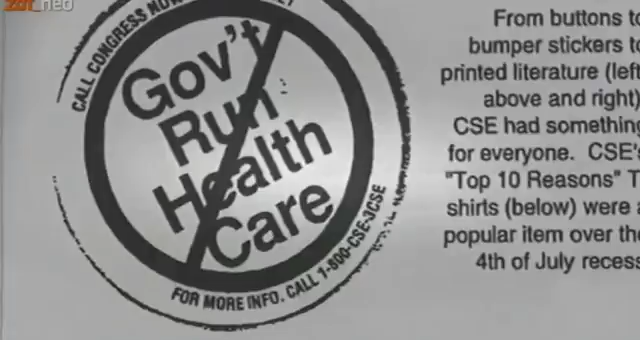 zdf_neo
CALL CONGRESS NOW
Gov't
Run
Health
Care
FOR MORE INFO. CALL 1-800-CSE-3CSE
From buttons to
bumper stickers to
printed literature (left
above and right)
CSE had something
for everyone. CSE's
"Top 10 Reasons" T
shirts (below) were a
popular item over the
4th of July recess